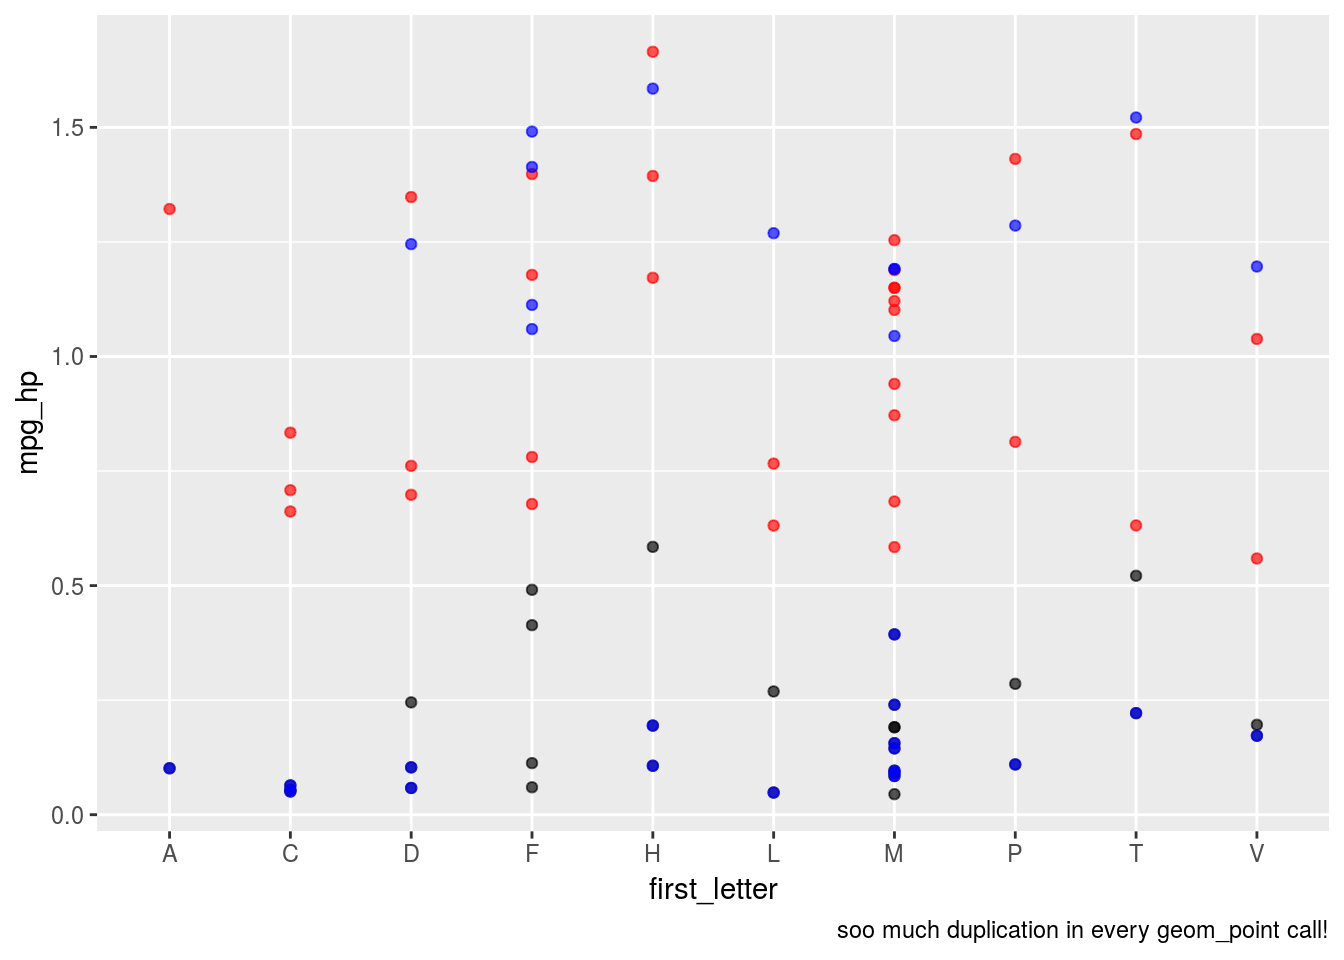 1.5
1.0
0.5
0.0
mpg_hp
A C D F H L M P T V
first_letter
soo much duplication in every geom_point call!